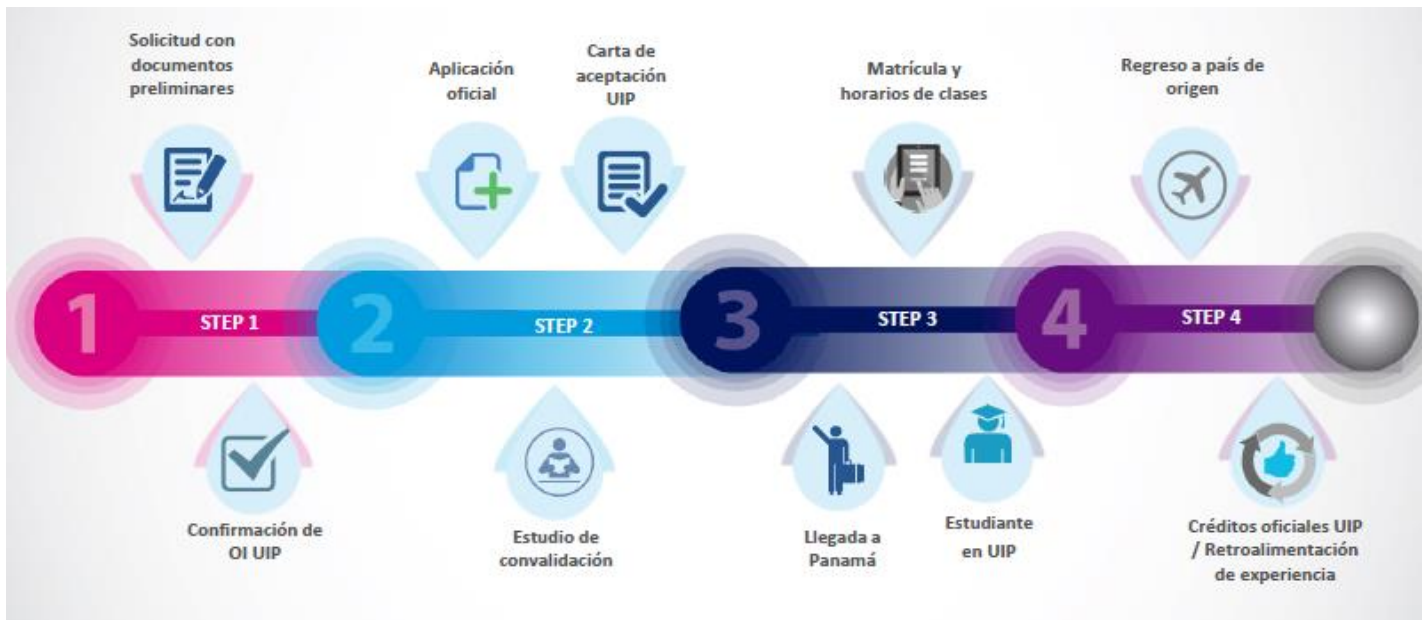 Solicitud con
documentos
preliminares
Aplicación
oficial
Carta de
aceptación
UIP
Matrícula y
horarios de clases
Regreso a país de
origen
1
STEP 1
2
STEP 2
3
STEP 3
4
STEP 4
Confirmación de
OI UIP
Estudio de
convalidación
Llegada a
Panamá
Estudiante
en UIP
Créditos oficiales UIP
/ Retroalimentación
de experiencia